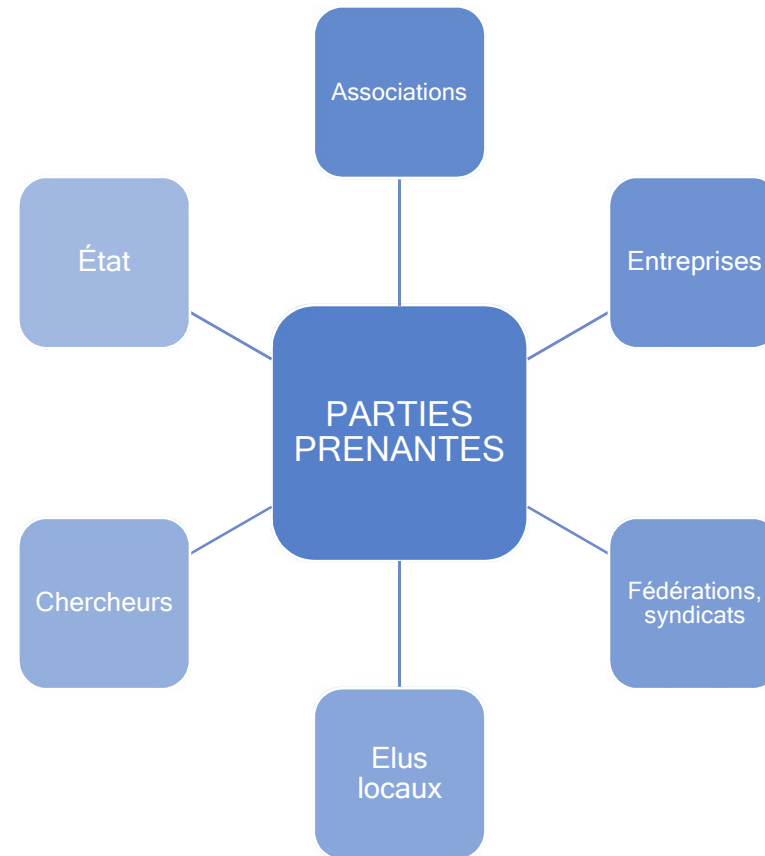 Associations
État
Entreprises
PARTIES
PRENANTES
Chercheurs
Fédérations,
syndicats
Elus
locaux